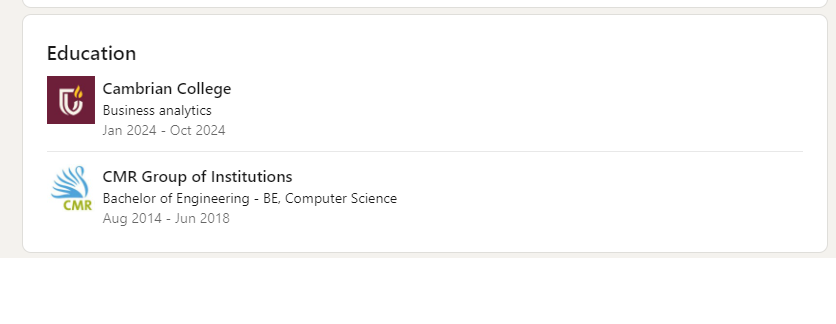 Education
Cambrian College
Business analytics
Jan 2024 - Oct 2024
CMR Group of Institutions
Bachelor of Engineering - BE, Computer Science
CMR
Aug 2014 - Jun 2018